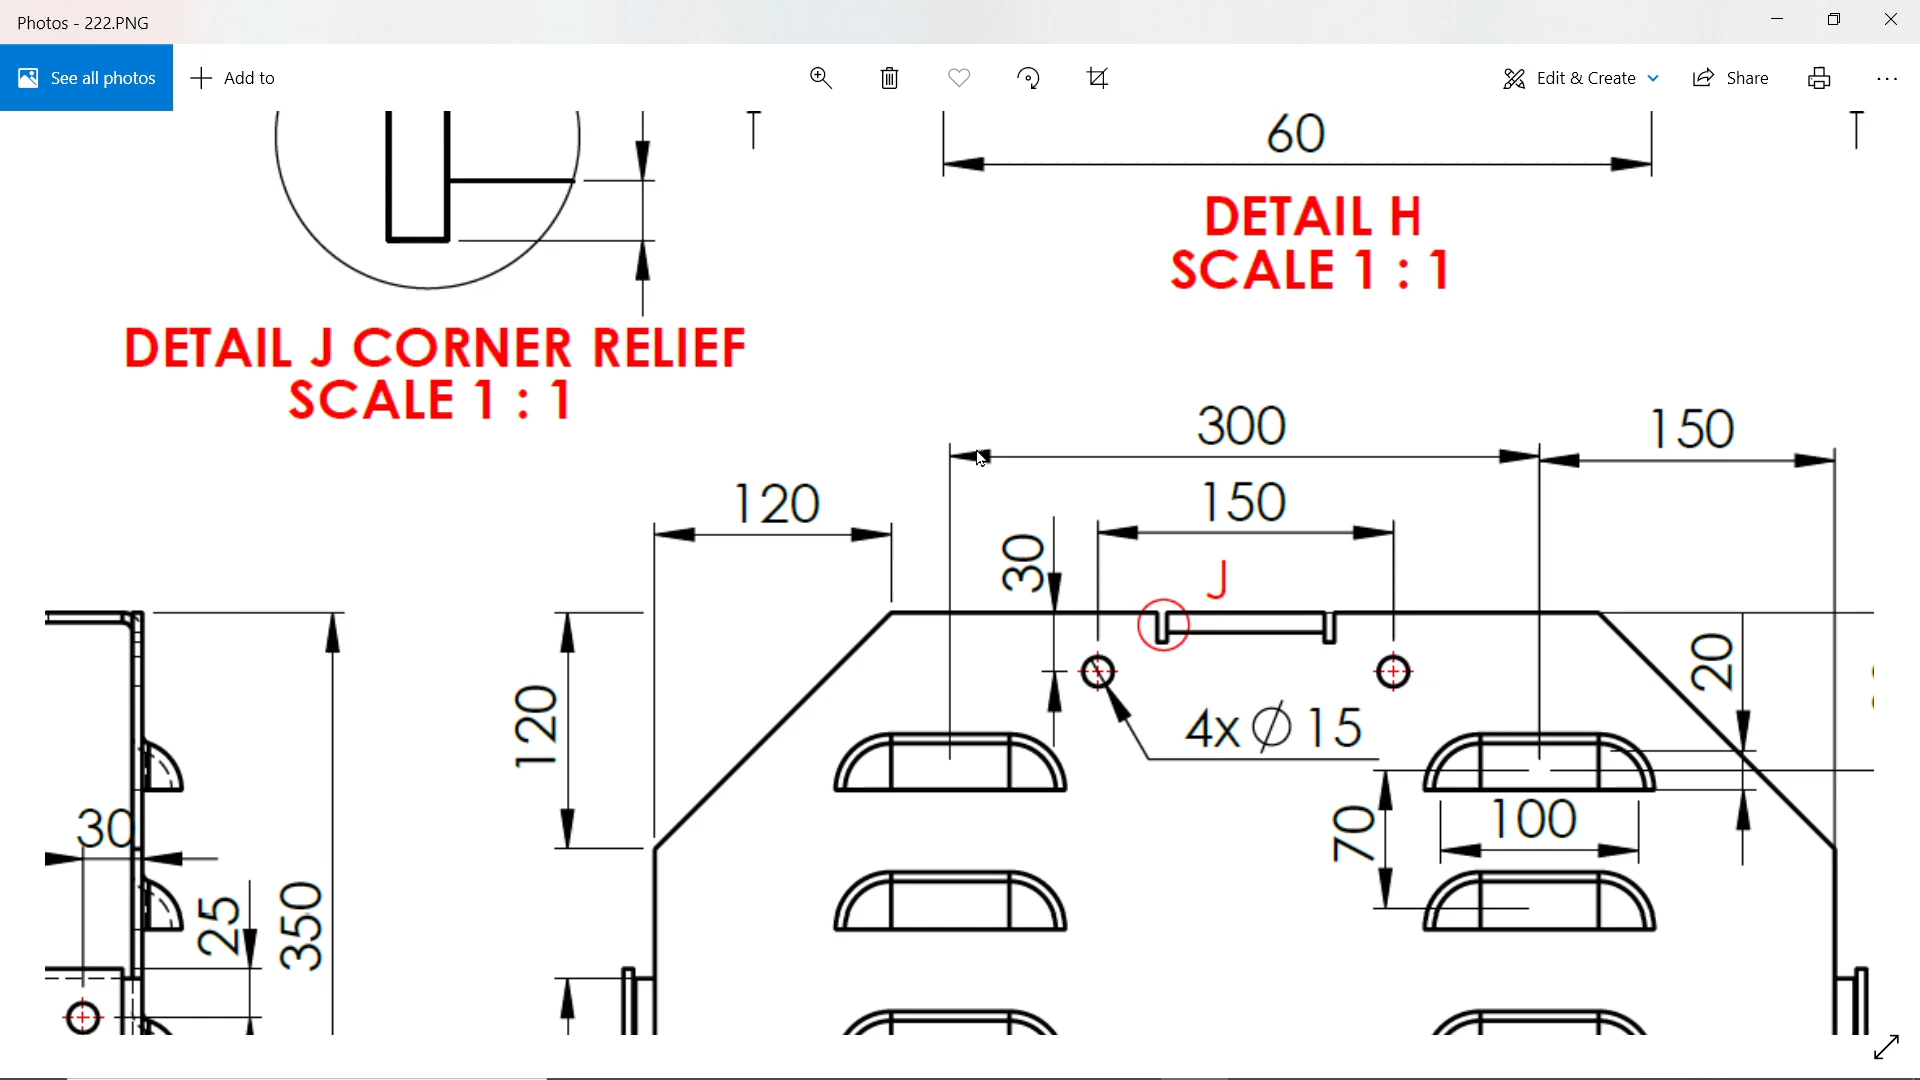 Photos - 222.PNG
See all photos
Add to
Edit & Create
Share
60
DETAIL H
SCALE 1 : 1
DETAIL J CORNER RELIEF
SCALE 1 : 1
300
150
120
150
30
J
20
120
4x Ø 15
70
100
30
25
350